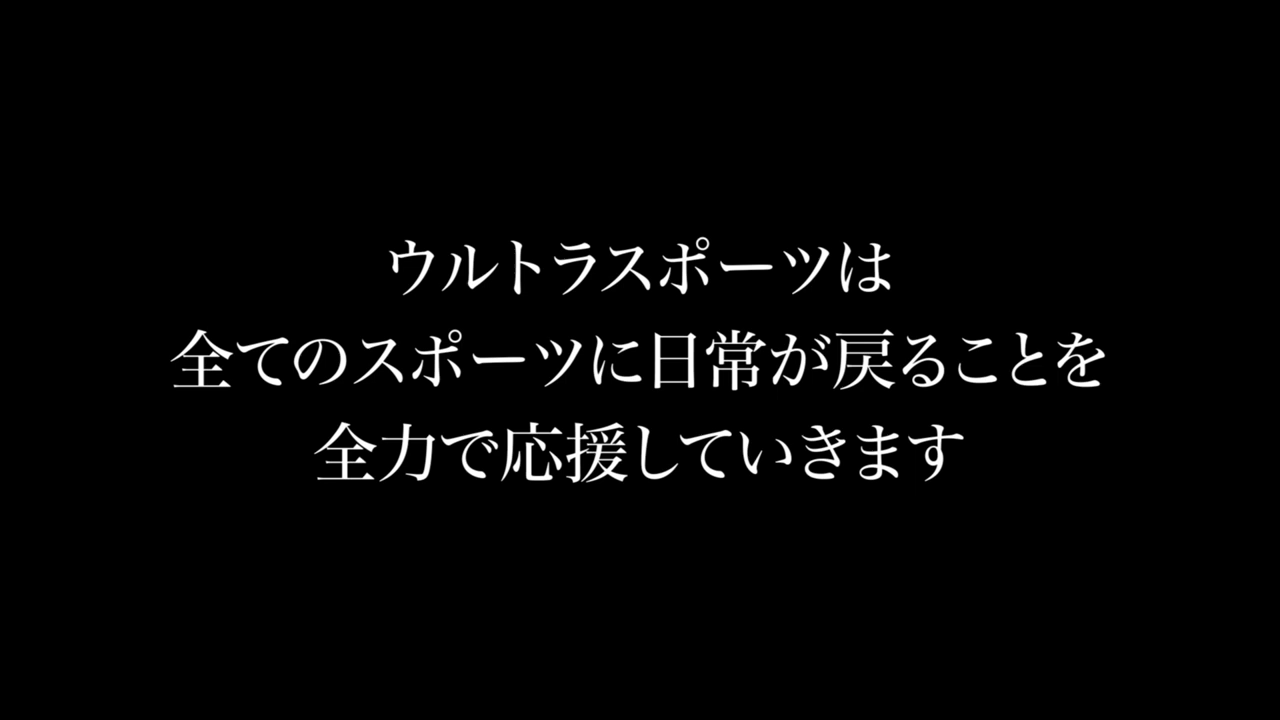 ウルトラスポーツは
全てのスポーツに日常が戻ることを
全力で応援していきます